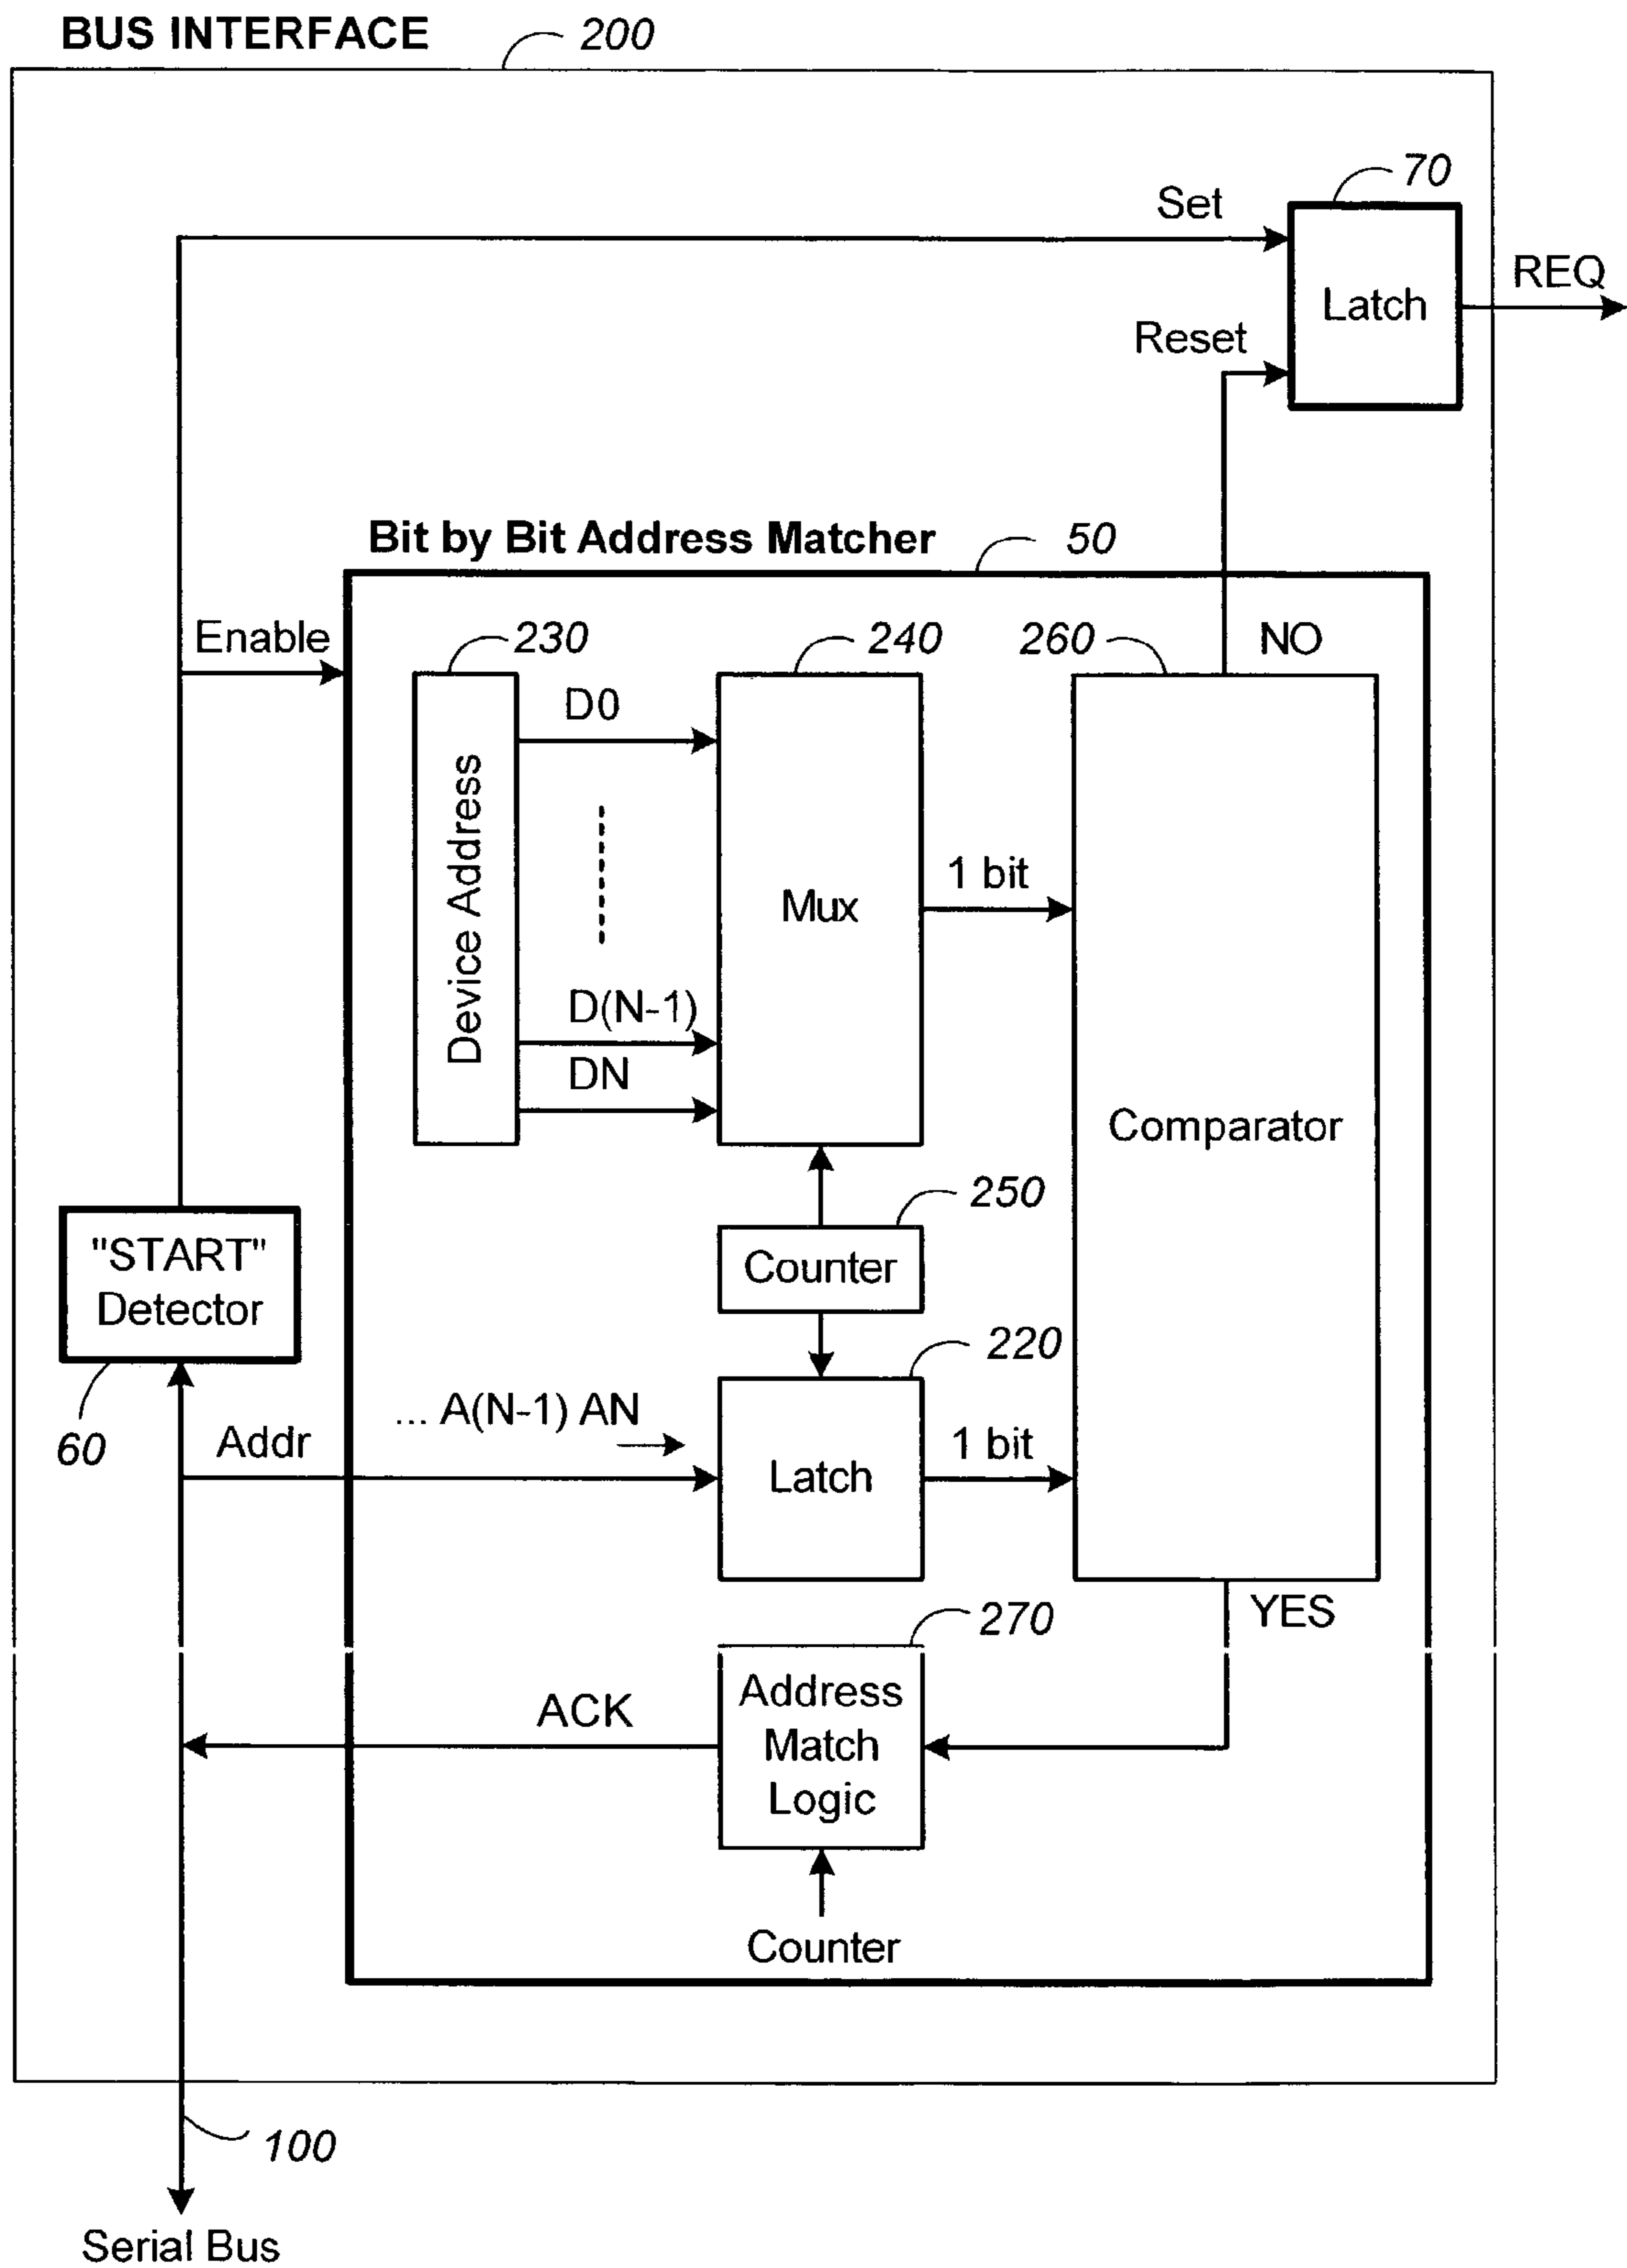 BUS INTERFACE
200
70
Set
REQ
Latch
Reset
Bit by Bit Address Matcher
50
Enable
230
240
260
NO
D0
Device Address
1 bit
Mux
D(N-1)
DN
Comparator
250
"START"
Detector
Counter
220
... A(N-1) AN
60
Addr
1 bit
Latch
YES
270
Address
Match
Logic
ACK
Counter
100
Serial Bus